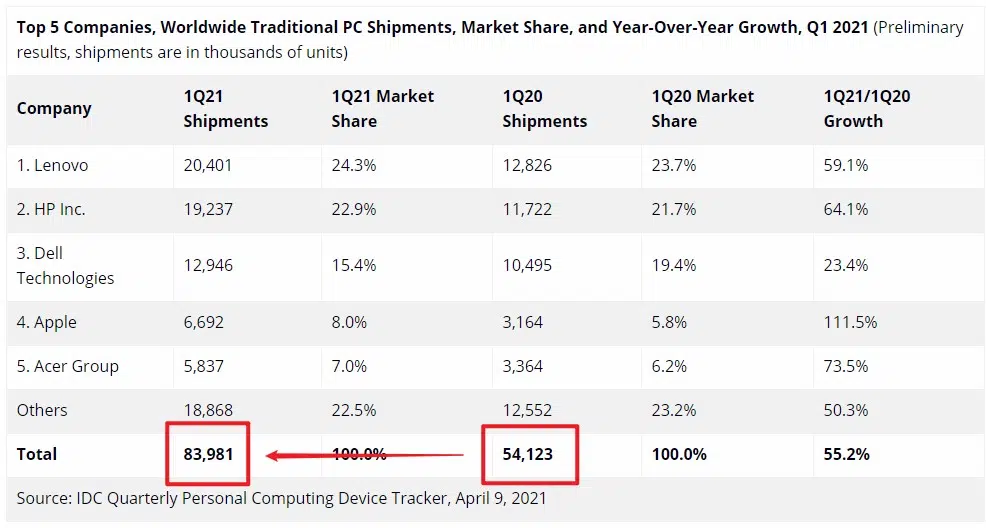 Top 5 Companies, Worldwide Traditional PC Shipments, Market Share, and Year-Over-Year Growth, Q1 2021 (Preliminary
results, shipments are in thousands of units)
Company 1Q21 Shipments 1Q21 Market Share 1Q20 Shipments 1Q20 Market Share 1Q21/1Q20 Growth
1. Lenovo 20,401 24.3% 12,826 23.7% 59.1%
2. HP Inc. 19,237 22.9% 11,722 21.7% 64.1%
3. Dell Technologies 12,946 15.4% 10,495 19.4% 23.4%
4. Apple 6,692 8.0% 3,164 5.8% 111.5%
5. Acer Group 5,837 7.0% 3,364 6.2% 73.5%
Others 18,868 22.5% 12,552 23.2% 50.3%
Total 83,981 100.0% 54,123 100.0% 55.2%
Source: IDC Quarterly Personal Computing Device Tracker, April 9, 2021